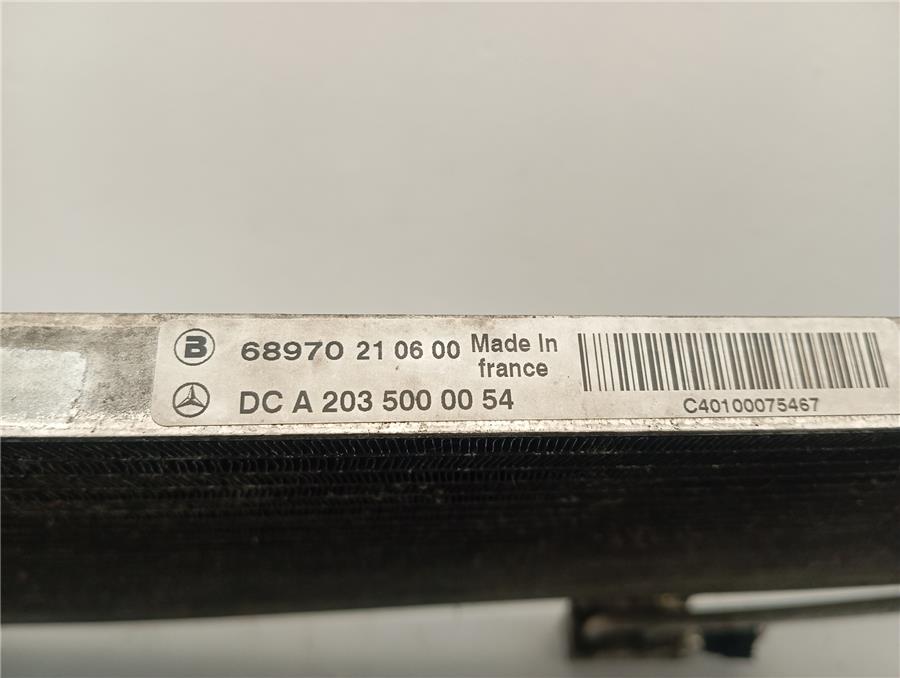 B 68970 21 06 00 Made In
france
DC A 203 500 00 54
C40100075467